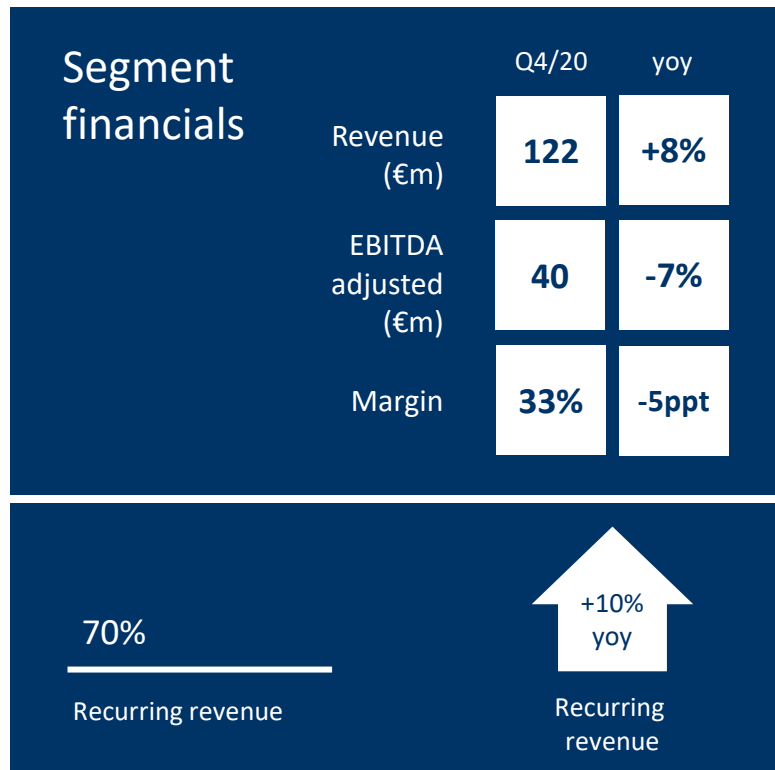 Segment
financials
Q4/20 yoy
Revenue
(€m)
122 +8%
EBITDA
adjusted
(€m)
40 -7%
Margin 33% -5ppt
70%
Recurring revenue
+10%
yoy
Recurring
revenue